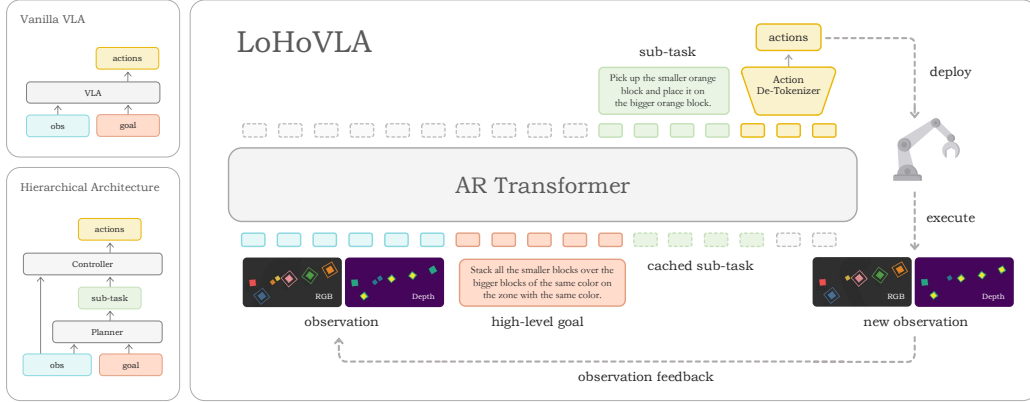 Vanilla VLA
actions
VLA
obs
goal
Hierarchical Architecture
actions
Controller
sub-task
Planner
obs
goal
LoHoVLA
sub-task
Pick up the smaller orange
block and place it on
the bigger orange block.
actions
Action
De-Tokenizer
deploy
AR Transformer
execute
RGB
Depth
observation
Stack all the smaller blocks over the
bigger blocks of the same color on
the zone with the same color.
high-level goal
cached sub-task
RGB
Depth
new observation
observation feedback